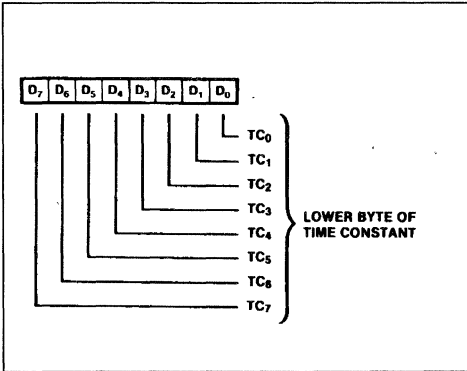 D7 D6 D5 D4 D3 D2 D1 D0
TC0
TC1
TC2
TC3
TC4
TC5
TC6
TC7
LOWER BYTE OF
TIME CONSTANT